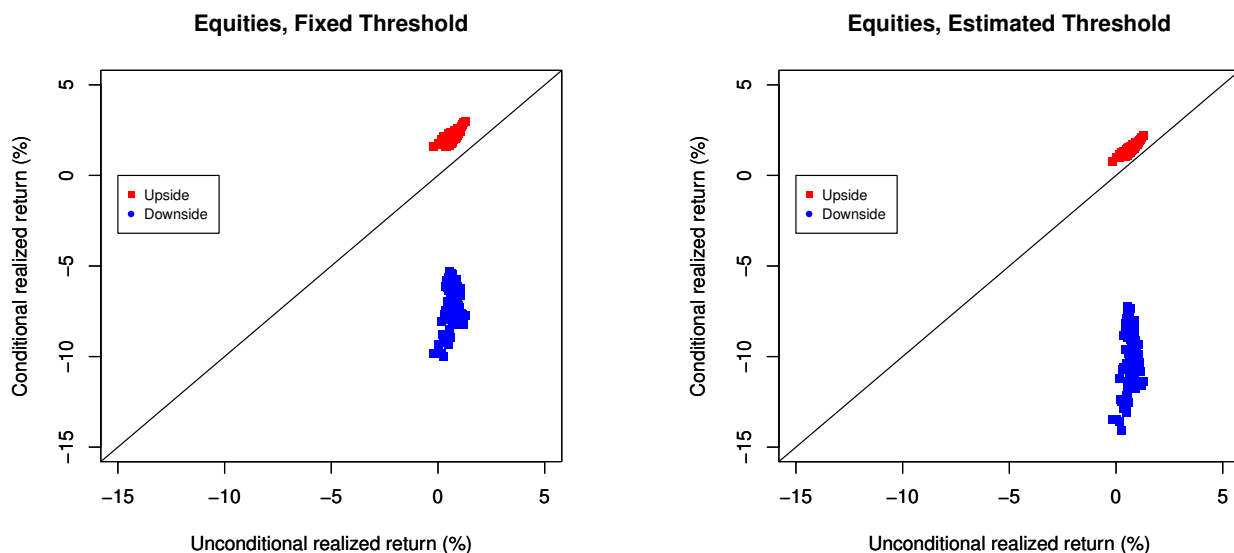 Equities, Fixed Threshold
Conditional realized return (%)
5
0
−5
−10
−15
Upside
Downside
−15 −10 −5 0 5
Unconditional realized return (%)
Equities, Estimated Threshold
Conditional realized return (%)
5
0
−5
−10
−15
Upside
Downside
−15 −10 −5 0 5
Unconditional realized return (%)